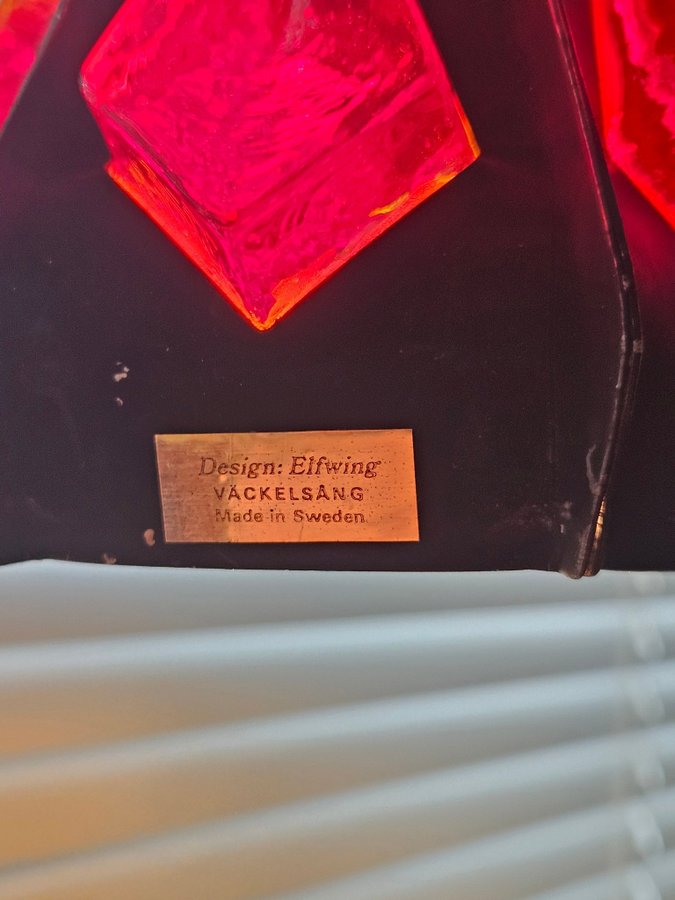 Design: Elfwing
VÄCKELSÅNG
Made in Sweden